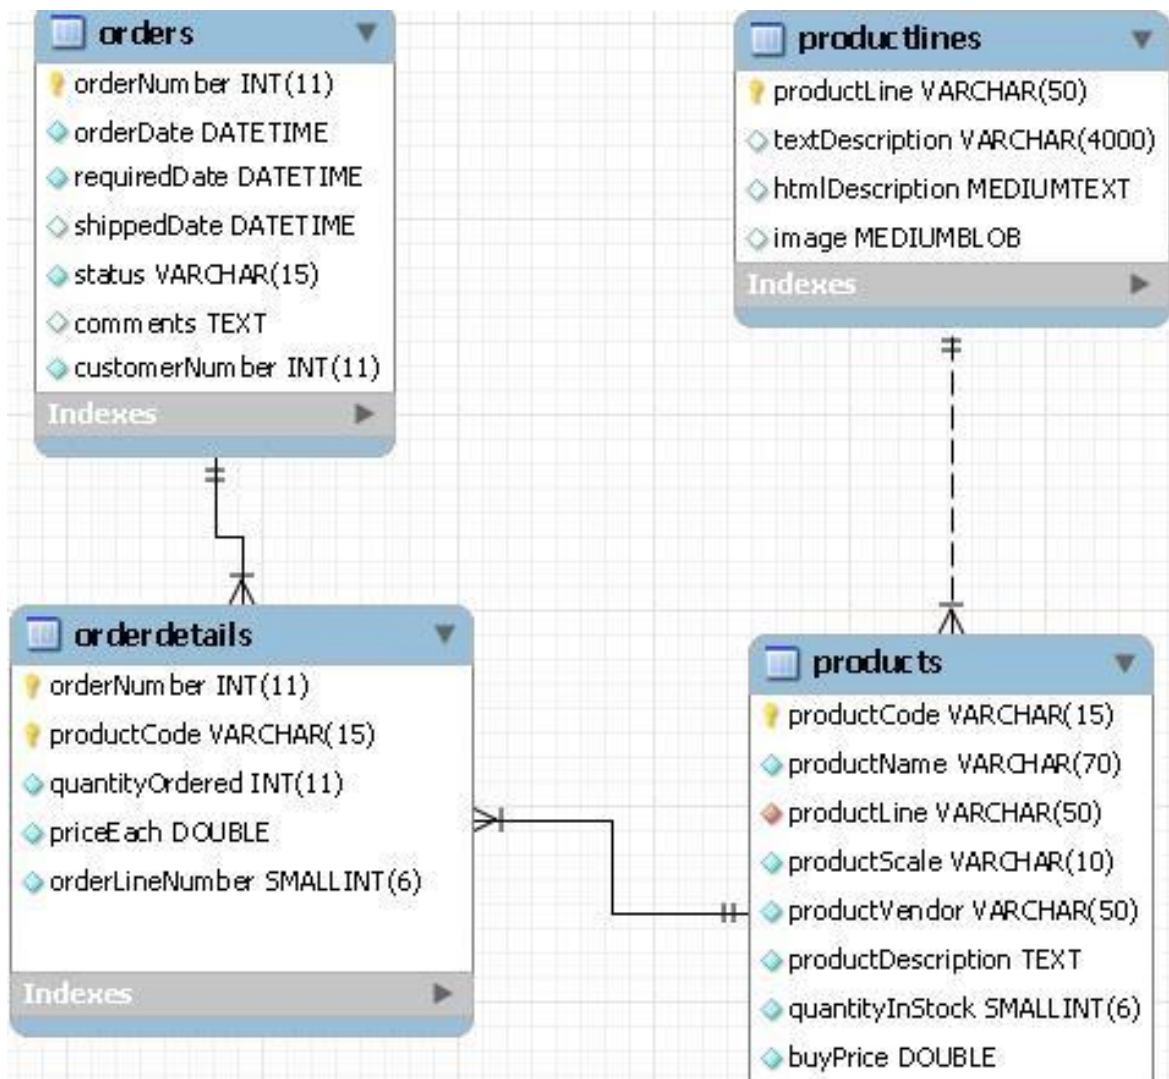 orders
orderNumber INT(11)
orderDate DATETIME
requiredDate DATETIME
shippedDate DATETIME
status VARCHAR(15)
comments TEXT
customerNumber INT(11)
Indexes
productlines
productLine VARCHAR(50)
textDescription VARCHAR(4000)
htmlDescription MEDIUMTEXT
image MEDIUMBLOB
Indexes
orderdetails
orderNumber INT(11)
productCode VARCHAR(15)
quantityOrdered INT(11)
priceEach DOUBLE
orderLineNumber SMALLINT(6)
Indexes
products
productCode VARCHAR(15)
productName VARCHAR(70)
productLine VARCHAR(50)
productScale VARCHAR(10)
productVendor VARCHAR(50)
productDescription TEXT
quantityInStock SMALLINT(6)
buyPrice DOUBLE